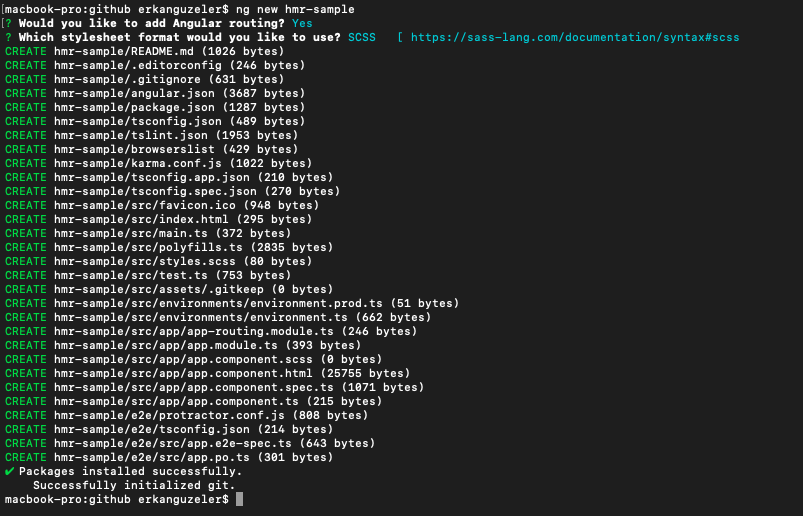 [macbook-pro:github erkanguzeler$ ng new hmr-sample
[? Would you like to add Angular routing? Yes
? Which stylesheet format would you like to use? SCSS   [ https://sass-lang.com/documentation/syntax#scss
CREATE hmr-sample/README.md (1026 bytes)
CREATE hmr-sample/.editorconfig (246 bytes)
CREATE hmr-sample/.gitignore (631 bytes)
CREATE hmr-sample/angular.json (3687 bytes)
CREATE hmr-sample/package.json (1287 bytes)
CREATE hmr-sample/tsconfig.json (489 bytes)
CREATE hmr-sample/tslint.json (1953 bytes)
CREATE hmr-sample/browserslist (429 bytes)
CREATE hmr-sample/karma.conf.js (1022 bytes)
CREATE hmr-sample/tsconfig.app.json (210 bytes)
CREATE hmr-sample/tsconfig.spec.json (270 bytes)
CREATE hmr-sample/src/favicon.ico (948 bytes)
CREATE hmr-sample/src/index.html (295 bytes)
CREATE hmr-sample/src/main.ts (372 bytes)
CREATE hmr-sample/src/polyfills.ts (2835 bytes)
CREATE hmr-sample/src/styles.scss (80 bytes)
CREATE hmr-sample/src/test.ts (753 bytes)
CREATE hmr-sample/src/assets/.gitkeep (0 bytes)
CREATE hmr-sample/src/environments/environment.prod.ts (51 bytes)
CREATE hmr-sample/src/environments/environment.ts (662 bytes)
CREATE hmr-sample/src/app/app-routing.module.ts (246 bytes)
CREATE hmr-sample/src/app/app.module.ts (393 bytes)
CREATE hmr-sample/src/app/app.component.scss (0 bytes)
CREATE hmr-sample/src/app/app.component.html (25755 bytes)
CREATE hmr-sample/src/app/app.component.spec.ts (1071 bytes)
CREATE hmr-sample/src/app/app.component.ts (215 bytes)
CREATE hmr-sample/e2e/protractor.conf.js (808 bytes)
CREATE hmr-sample/e2e/tsconfig.json (214 bytes)
CREATE hmr-sample/e2e/src/app.e2e-spec.ts (643 bytes)
CREATE hmr-sample/e2e/src/app.po.ts (301 bytes)
✔ Packages installed successfully.
    Successfully initialized git.
macbook-pro:github erkanguzeler$